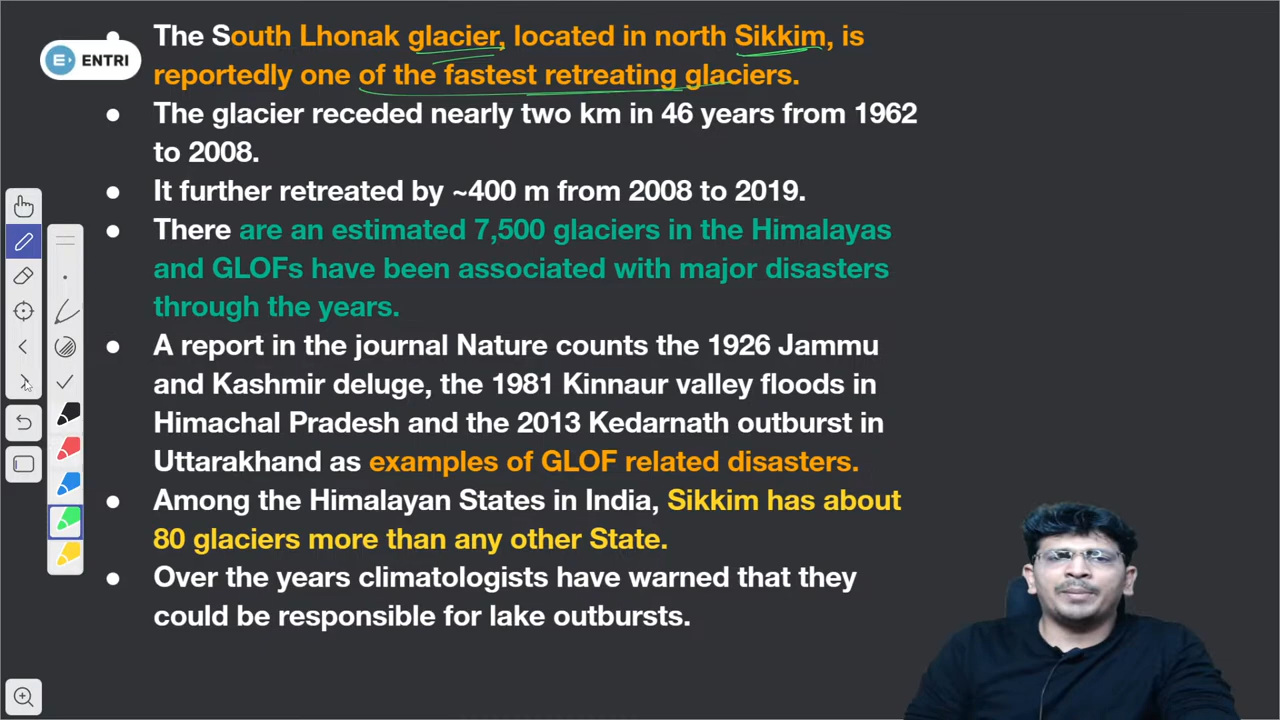 The South Lhonak glacier, located in north Sikkim, is
ENTRI
reportedly one of the fastest retreating glaciers.
The glacier receded nearly two km in 46 years from 1962
to 2008.
It further retreated by ~400 m from 2008 to 2019.
There are an estimated 7,500 glaciers in the Himalayas
and GLOFs have been associated with major disasters
through the years.
A report in the journal Nature counts the 1926 Jammu
and Kashmir deluge, the 1981 Kinnaur valley floods in
Himachal Pradesh and the 2013 Kedarnath outburst in
Uttarakhand as examples of GLOF related disasters.
Among the Himalayan States in India, Sikkim has about
80 glaciers more than any other State.
Over the years climatologists have warned that they
could be responsible for lake outbursts.